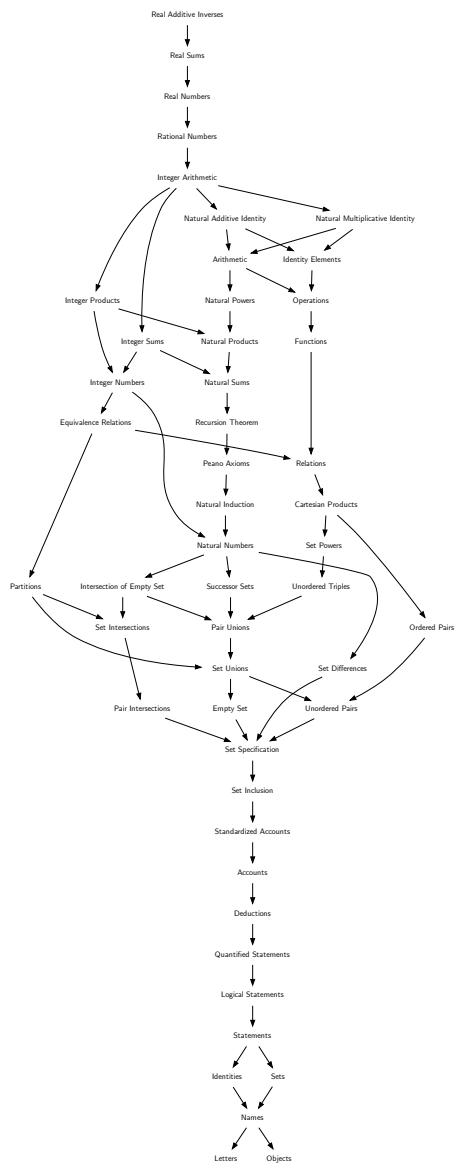 Real Additive Inverses
Real Sums
Real Numbers
Rational Numbers
Integer Arithmetic
Natural Additive Identity
Natural Multiplicative Identity
Arithmetic
Identity Elements
Integer Products
Natural Powers
Operations
Integer Sums
Natural Products
Functions
Integer Numbers
Natural Sums
Equivalence Relations
Recursion Theorem
Peano Axioms
Relations
Natural Induction
Cartesian Products
Natural Numbers
Set Powers
Partitions
Intersection of Empty Set
Successor Sets
Unordered Triples
Set Intersections
Pair Unions
Ordered Pairs
Set Unions
Set Differences
Pair Intersections
Empty Set
Unordered Pairs
Set Specification
Set Inclusion
Standardized Accounts
Accounts
Deductions
Quantified Statements
Logical Statements
Statements
Identities
Sets
Names
Letters
Objects